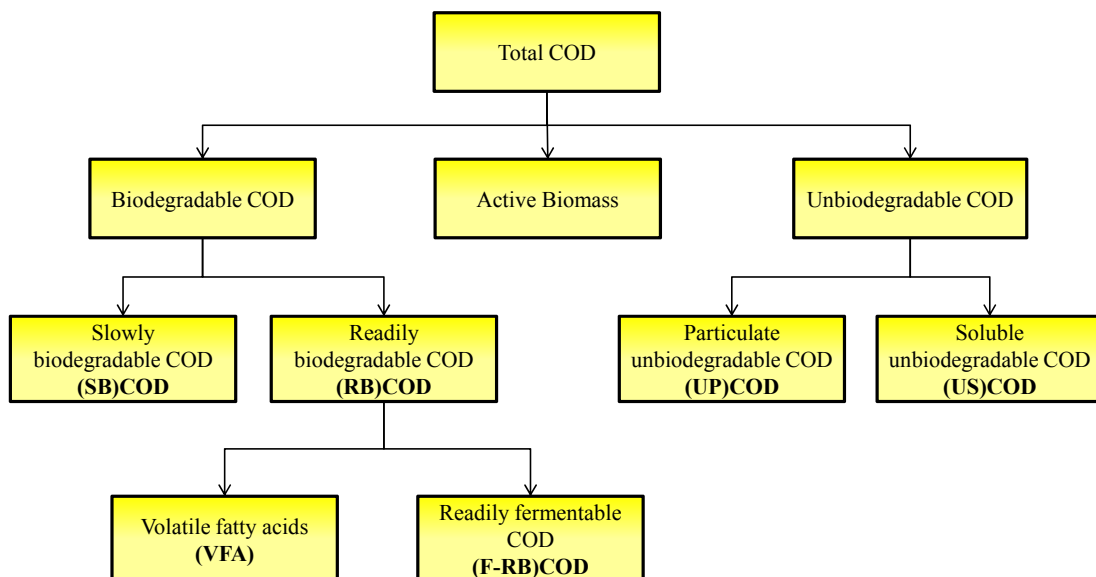 Total COD
Biodegradable COD
Active Biomass
Unbiodegradable COD
Slowly
biodegradable COD
(SB)COD
Readily
biodegradable COD
(RB)COD
Particulate
unbiodegradable COD
(UP)COD
Soluble
unbiodegradable COD
(US)COD
Volatile fatty acids
(VFA)
Readily fermentable
COD
(F-RB)COD